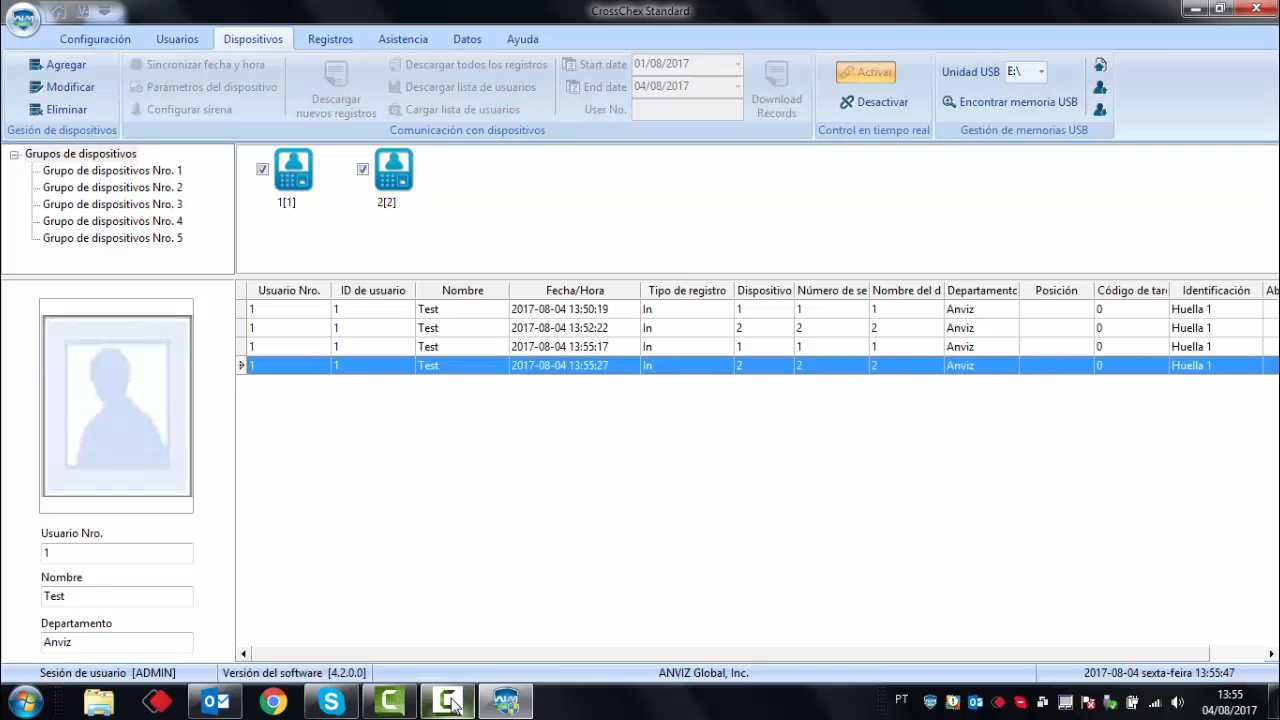 CrossChex Standard
Configuración Usuarios Dispositivos Registros Asistencia Datos Ayuda
Agregar
Modificar
Eliminar
Gesión de dispositivos
Sincronizar fecha y hora
Parámetros del dispositivo
Configurar sirena
Descargar
nuevos registros
Descargar todos los registros
Descargar lista de usuarios
Cargar lista de usuarios
Comunicación con dispositivos
Start date 01/08/2017
End date 04/08/2017
User No.
Download
Records
Activar
Desactivar
Control en tiempo real
Unidad USB E:\
Encontrar memoria USB
Gestión de memorias USB
Grupos de dispositivos
Grupo de dispositivos Nro. 1
Grupo de dispositivos Nro. 2
Grupo de dispositivos Nro. 3
Grupo de dispositivos Nro. 4
Grupo de dispositivos Nro. 5
1[1] 2[2]
Usuario Nro. ID de usuario Nombre Fecha/Hora Tipo de registro Dispositivo Número de se Nombre del d Departamento Posición Código de tar Identificación Ab
1 1 Test 2017-08-04 13:50:19 In 1 1 1 Anviz 0 Huella 1
1 1 Test 2017-08-04 13:52:22 In 2 2 2 Anviz 0 Huella 1
1 1 Test 2017-08-04 13:55:17 In 1 1 1 Anviz 0 Huella 1
1 1 Test 2017-08-04 13:55:27 In 2 2 2 Anviz 0 Huella 1
Usuario Nro.
1
Nombre
Test
Departamento
Anviz
Sesión de usuario [ADMIN] Versión del software [4.2.0.0] ANVIZ Global, Inc. 2017-08-04 sexta-feira 13:55:47
PT 13:55
04/08/2017